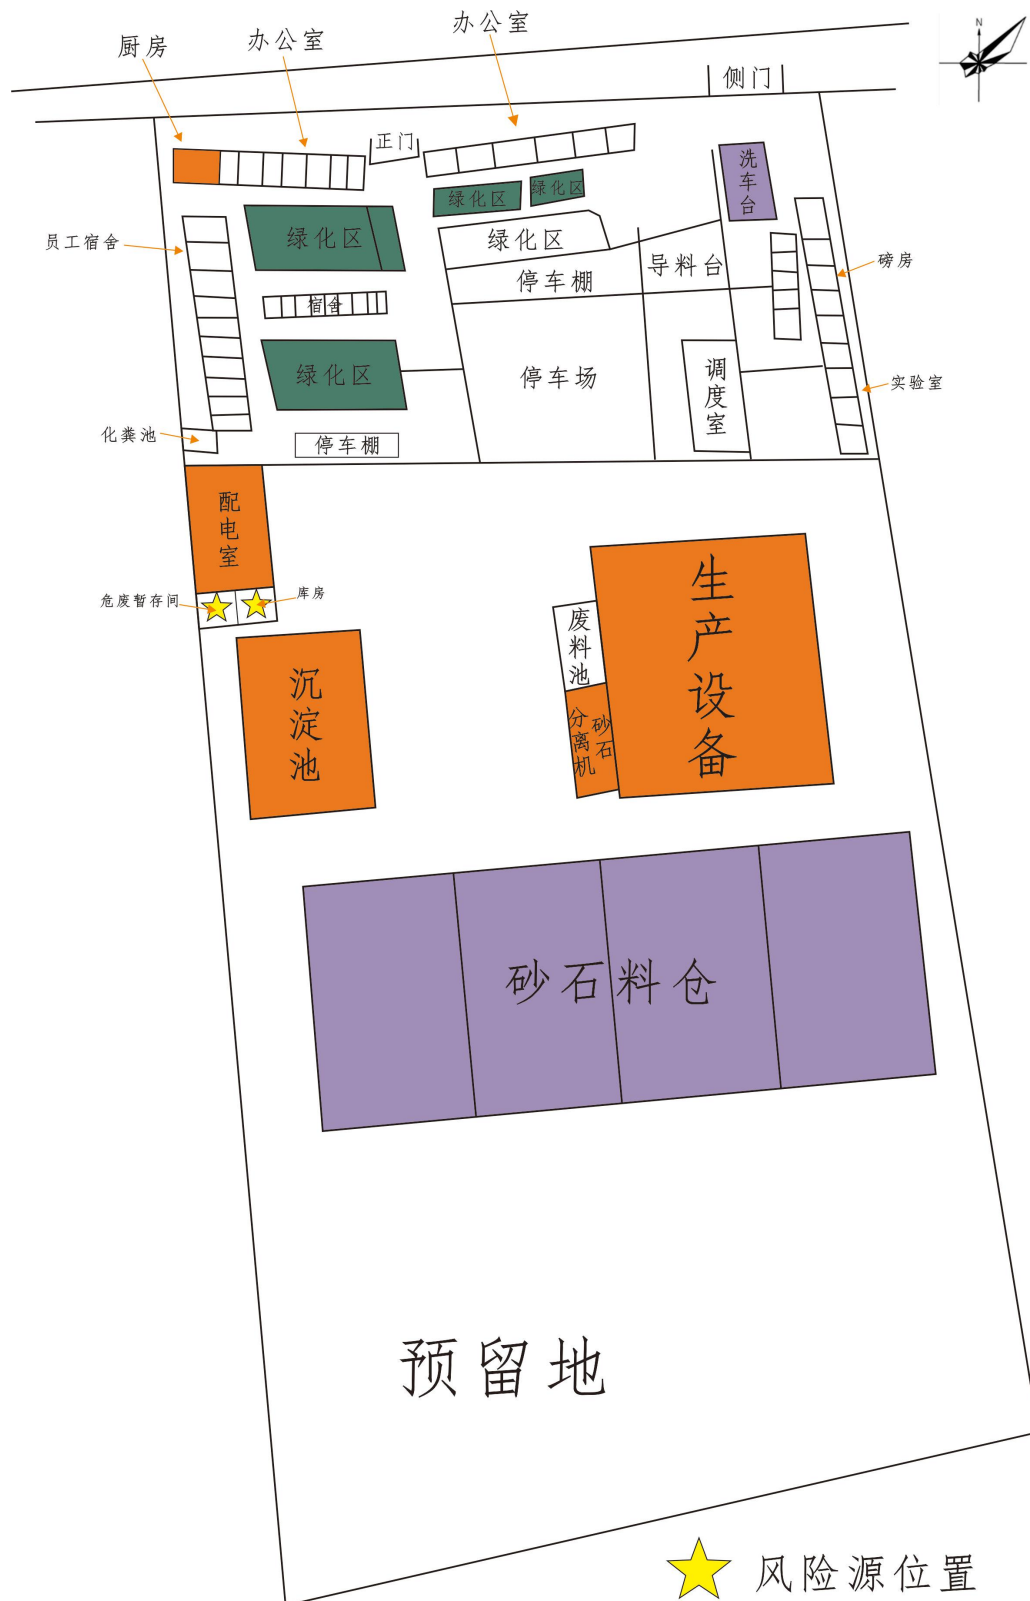 N
办公室
办公室
厨房
侧门
正门
洗车台
绿化区
绿化区
绿化区
绿化区
员工宿舍
停车棚
导料台
磅房
宿舍
绿化区
停车场
调度室
实验室
化粪池
停车棚
配电室
危废暂存间
库房
生产设备
废料池
砂石
分离机
沉淀池
砂石料仓
预留地
风险源位置